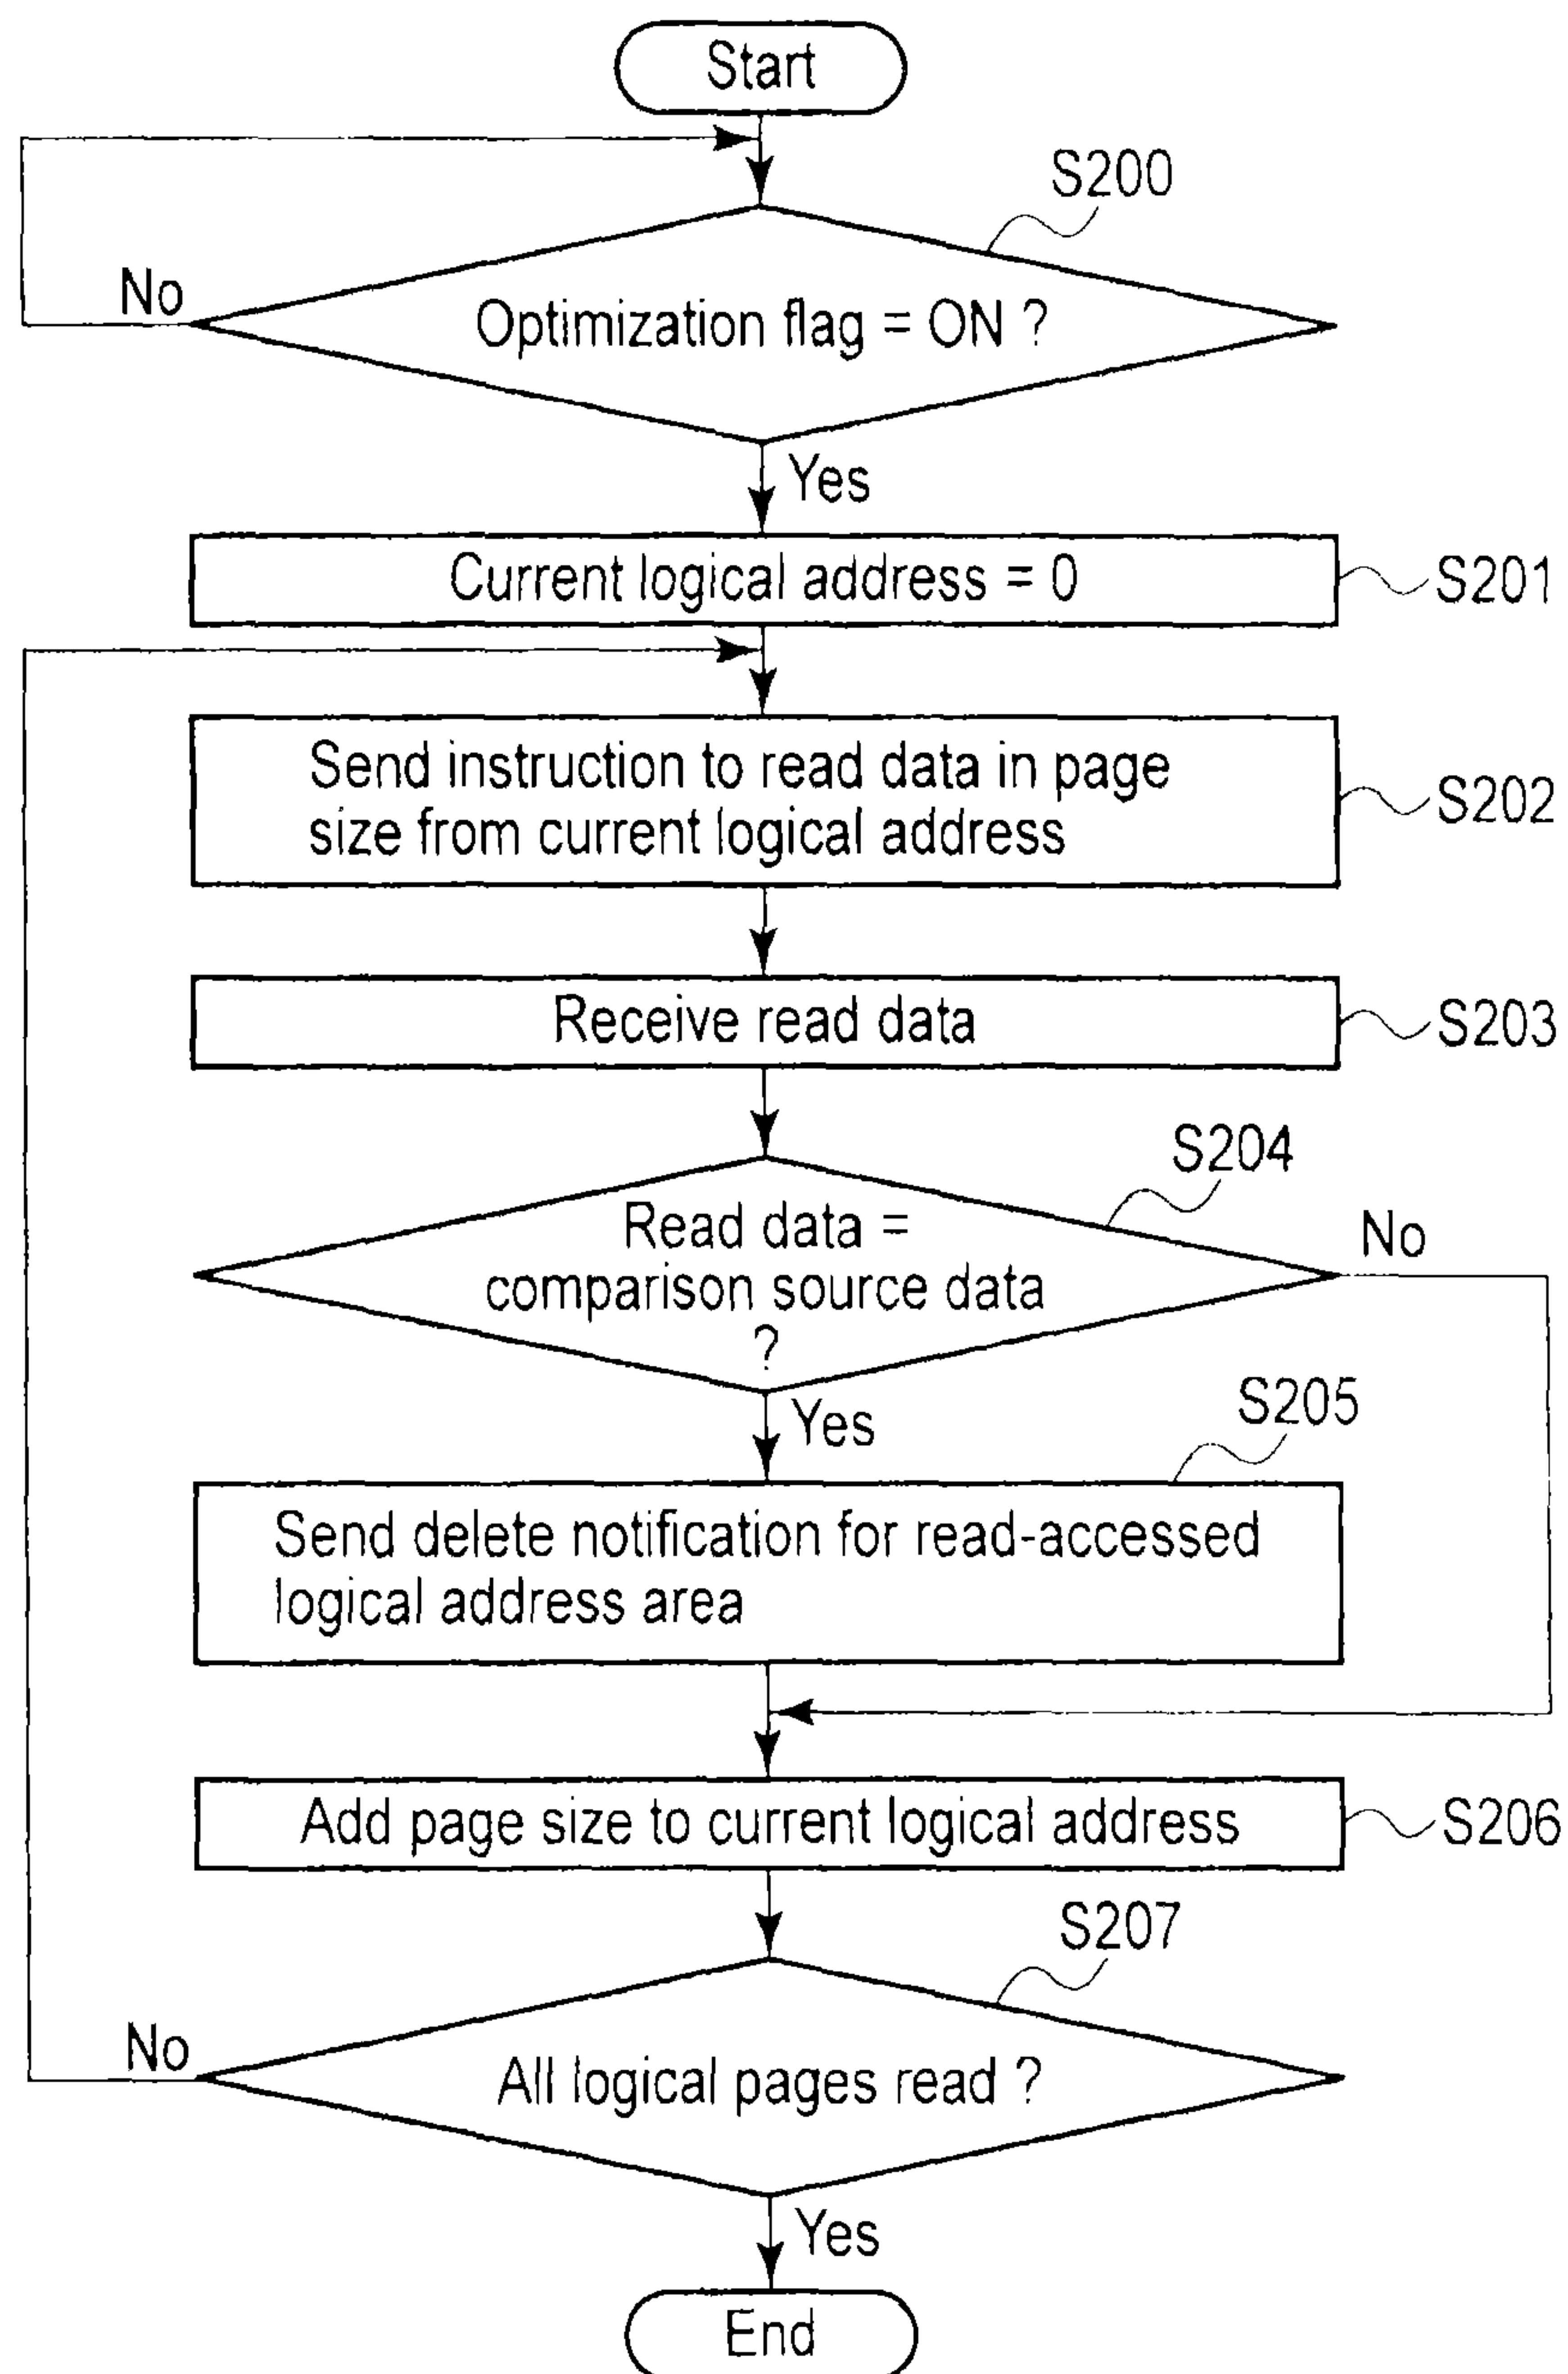 Start
S200
No
Optimization flag = ON ?
Yes
Current logical address = 0
S201
Send instruction to read data in page
size from current logical address
S202
Receive read data
S203
S204
Read data =
comparison source data
?
No
Yes
S205
Send delete notification for read-accessed
logical address area
Add page size to current logical address
S206
S207
No
All logical pages read ?
Yes
End